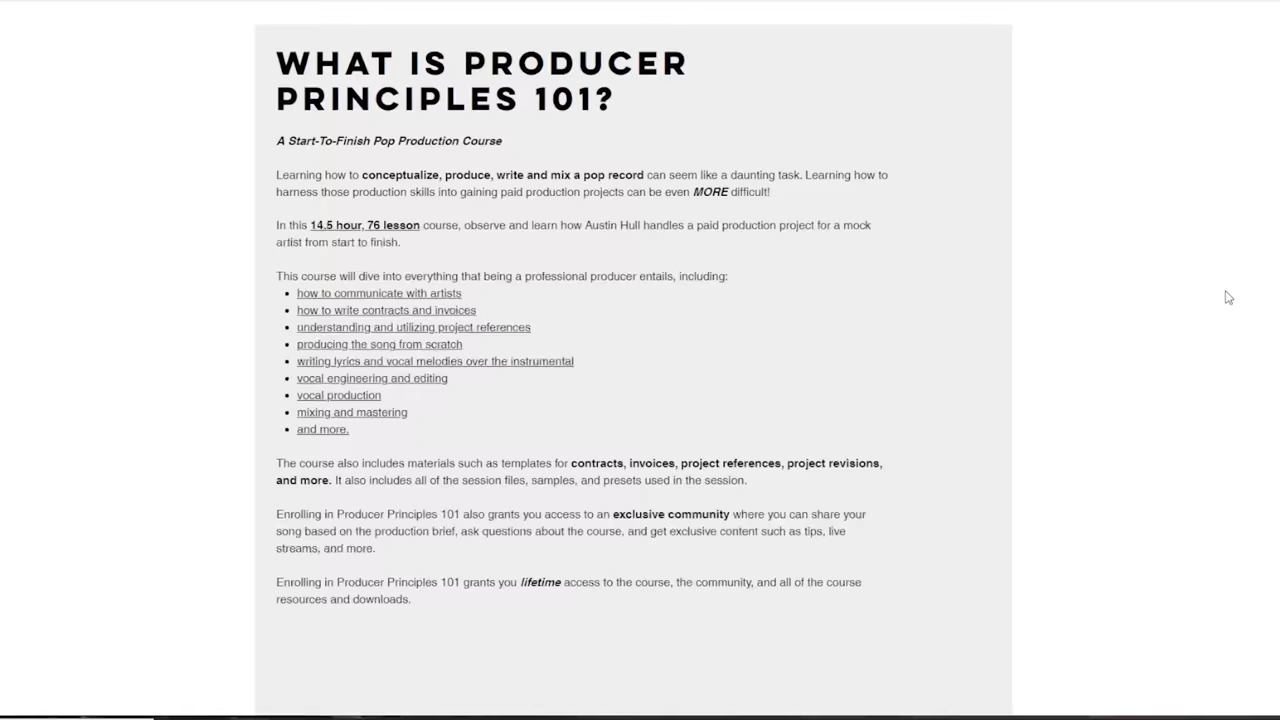 WHAT IS PRODUCER
PRINCIPLES 101?
A Start-To-Finish Pop Production Course
Learning how to conceptualize, produce, write and mix a pop record can seem like a daunting task. Learning how to
harness those production skills into gaining paid production projects can be even MORE difficult!
In this 14.5 hour, 76 lesson course, observe and learn how Austin Hull handles a paid production project for a mock
artist from start to finish.
This course will dive into everything that being a professional producer entails, including:
how to communicate with artists
how to write contracts and invoices
understanding and utilizing project references
producing the song from scratch
writing lyrics and vocal melodies over the instrumental
vocal engineering and editing
vocal production
mixing and mastering
and more.
The course also includes materials such as templates for contracts, invoices, project references, project revisions,
and more. It also includes all of the session files, samples, and presets used in the session.
Enrolling in Producer Principles 101 also grants you access to an exclusive community where you can share your
song based on the production brief, ask questions about the course, and get exclusive content such as tips, live
streams, and more.
Enrolling in Producer Principles 101 grants you lifetime access to the course, the community, and all of the course
resources and downloads.